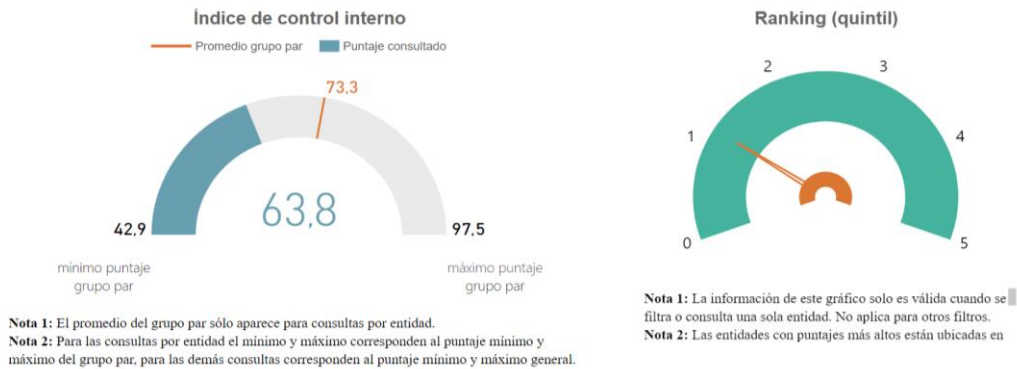 Índice de control interno
Promedio grupo par
Puntaje consultado
73,3
63,8
42,9
97,5
mínimo puntaje
grupo par
máximo puntaje
grupo par
Nota 1: El promedio del grupo par sólo aparece para consultas por entidad.
Nota 2: Para las consultas por entidad el mínimo y máximo corresponden al puntaje mínimo y
máximo del grupo par, para las demás consultas corresponden al puntaje mínimo y máximo general.
Ranking (quintil)
0
1
2
3
4
5
Nota 1: La información de este gráfico solo es válida cuando se
filtra o consulta una sola entidad. No aplica para otros filtros.
Nota 2: Las entidades con puntajes más altos están ubicadas en